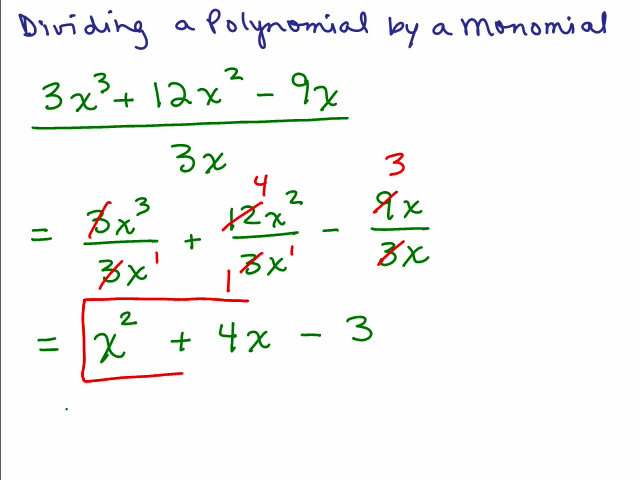 Dividing a Polynomial by a Monomial
3x³ + 12x² - 9x
3x
3
4
= 3x³ + 12x² - 9x
3x¹ 1 3x¹ 3x
= x² + 4x - 3